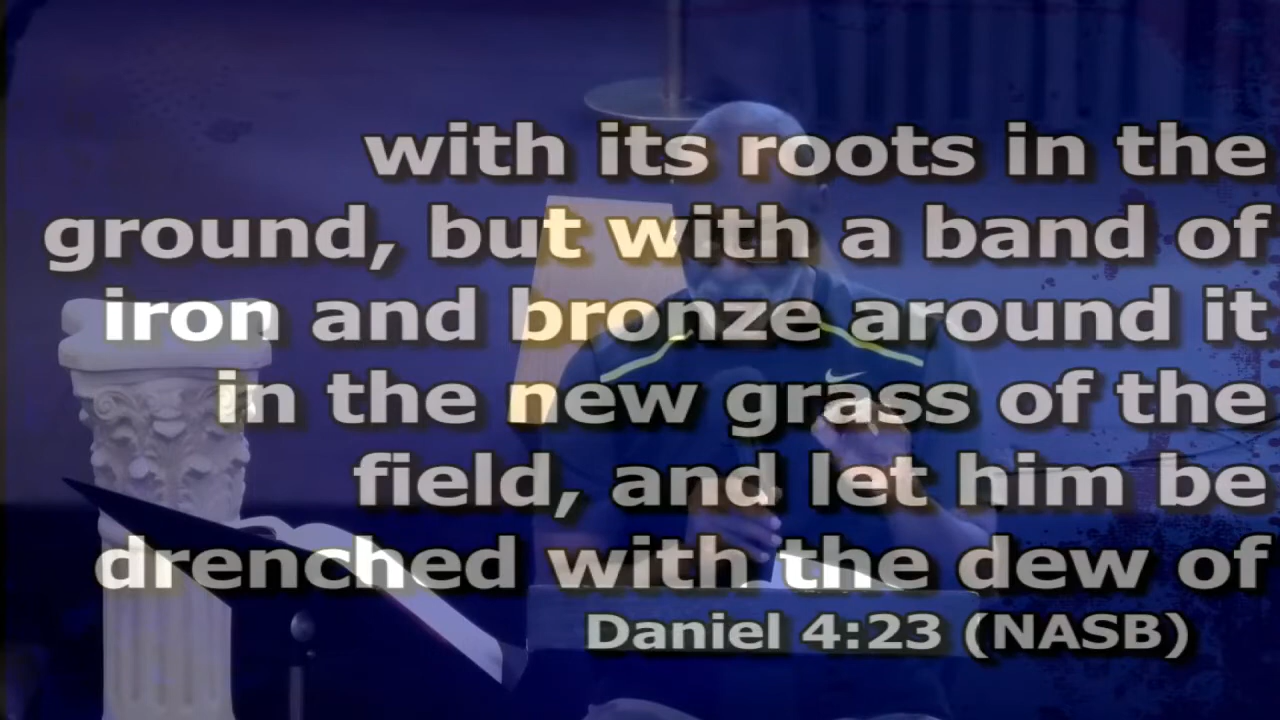 with its roots in the
ground, but with a band of
iron and bronze around it
in the new grass of the
field, and let him be
drenched with the dew of
Daniel 4:23 (NASB)